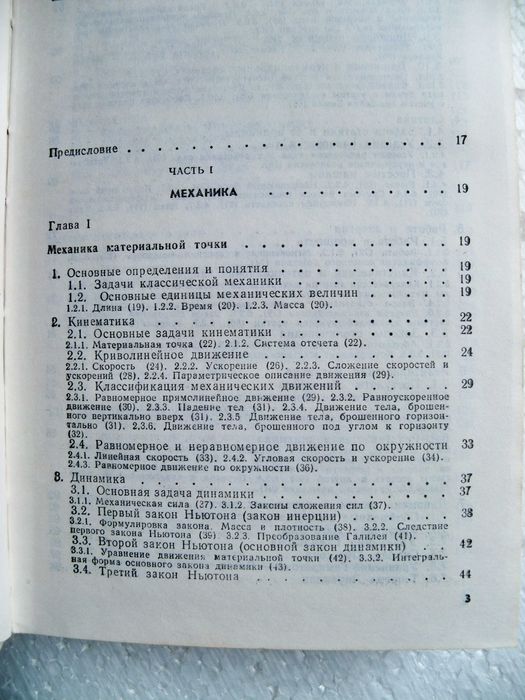 Предисловие . . . . . . . . . . . . . . . . . 17
ЧАСТЬ I
МЕХАНИКА . . . . . . . . . . 19
Глава I
Механика материальной точки . . . . . . . . . . . 19
1. Основные определения и понятия . . . . . . . . . 19
1.1. Задачи классической механики . . . . . . . . 19
1.2. Основные единицы механических величин . . . . 19
1.2.1. Длина (19). 1.2.2. Время (20). 1.2.3. Масса (20).
2. Кинематика . . . . . . . . . . . . . . . . 22
2.1. Основные задачи кинематики . . . . . . . . 22
2.1.1. Материальная точка (22). 2.1.2. Система отсчета (22).
2.2. Криволинейное движение . . . . . . . . . . 24
2.2.1. Скорость (24). 2.2.2. Ускорение (26). 2.2.3. Сложение скоростей и
ускорений (28). 2.2.4. Параметрическое описание движения (29).
2.3. Классификация механических движений . . . . . 29
2.3.1. Равномерное прямолинейное движение (29). 2.3.2. Равноускоренное
движение (30). 2.3.3. Падение тел (31). 2.3.4. Движение тела, брошен-
ного вертикально вверх (31). 2.3.5 Движение тела, брошенного горизон-
тально (31). 2.3.6. Движение тела, брошенного под углом к горизонту
(32).
2.4. Равномерное и неравномерное движение по окружности 33
2.4.1. Линейная скорость (33). 2.4.2. Угловая скорость и ускорение (34).
2.4.3. Равномерное движение по окружности (36).
3. Динамика . . . . . . . . . . . . . . . . . 37
3.1. Основная задача динамики . . . . . . . . . 37
3.1.1. Механическая сила (27). 3.1.2. Законы сложения сил (37).
3.2. Первый закон Ньютона (закон инерции) . . . . . 38
3.2.1. Формулировка закона. Масса и плотность (38). 3.2.2. Следствие
первого закона Ньютона (39). 3.2.3. Преобразование Галилея (41).
3.3. Второй закон Ньютона (основной закон динамики) . . 42
3.3.1. Уравнение движения материальной точки (42). 3.3.2. Интеграль-
ная форма основного закона динамики (43).
3.4. Третий закон Ньютона . . . . . . . . . . . 44
3